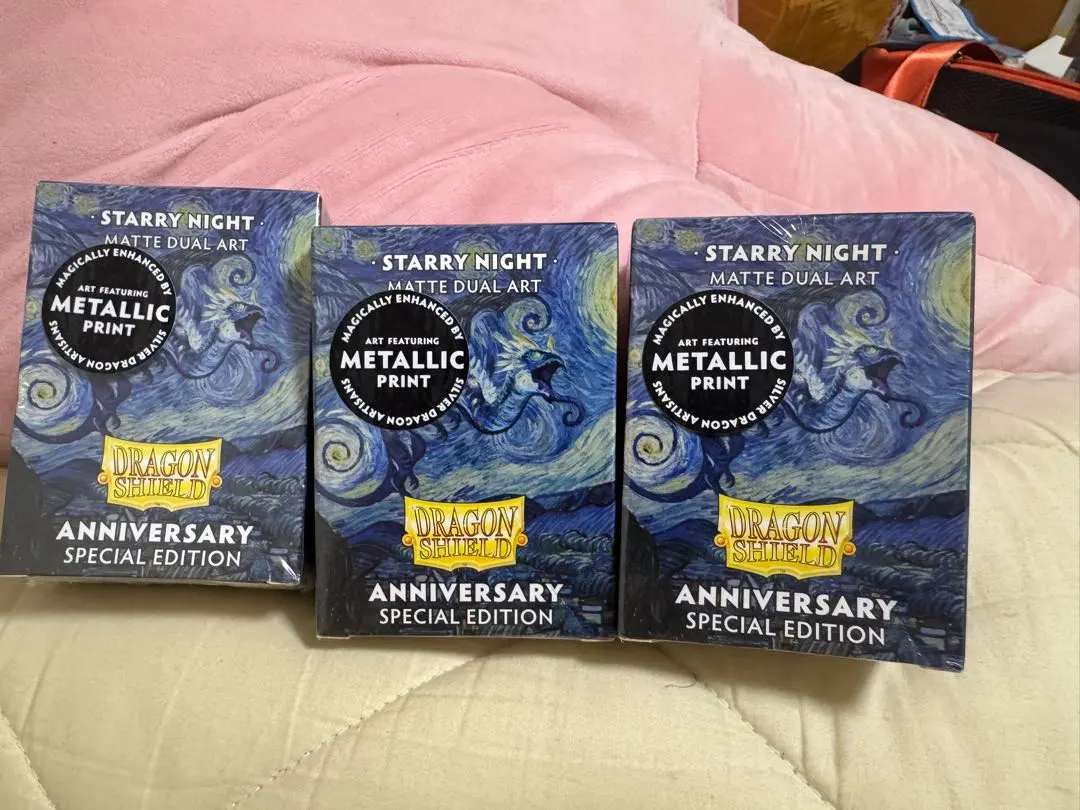 · STARRY NIGHT ·
MATTE DUAL ART
MAGICALLY ENHANCED BY
ART FEATURING
METALLIC
PRINT
SILVER DRAGON ARTISANS
DRAGON
SHIELD
ANNIVERSARY
SPECIAL EDITION
· STARRY NIGHT ·
MATTE DUAL ART
MAGICALLY ENHANCED BY
ART FEATURING
METALLIC
PRINT
SILVER DRAGON ARTISANS
DRAGON
SHIELD
ANNIVERSARY
SPECIAL EDITION
· STARRY NIGHT ·
MATTE DUAL ART
MAGICALLY ENHANCED BY
ART FEATURING
METALLIC
PRINT
SILVER DRAGON ARTISANS
DRAGON
SHIELD
ANNIVERSARY
SPECIAL EDITION